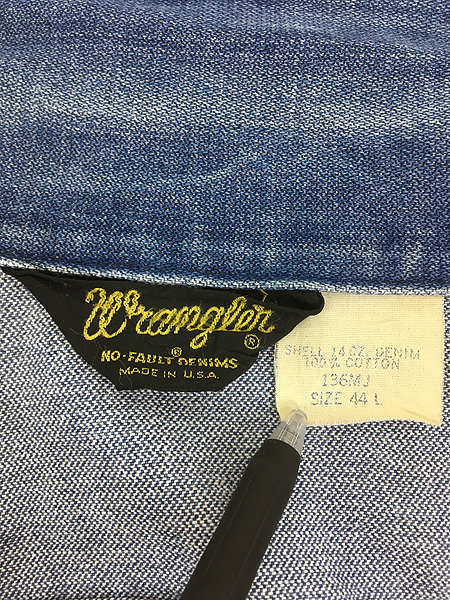 Wrangler®
NO-FAULT® DENIMS
MADE IN U.S.A.
SHELL 14 OZ. DENIM
100% COTTON
136MJ
SIZE 44 L